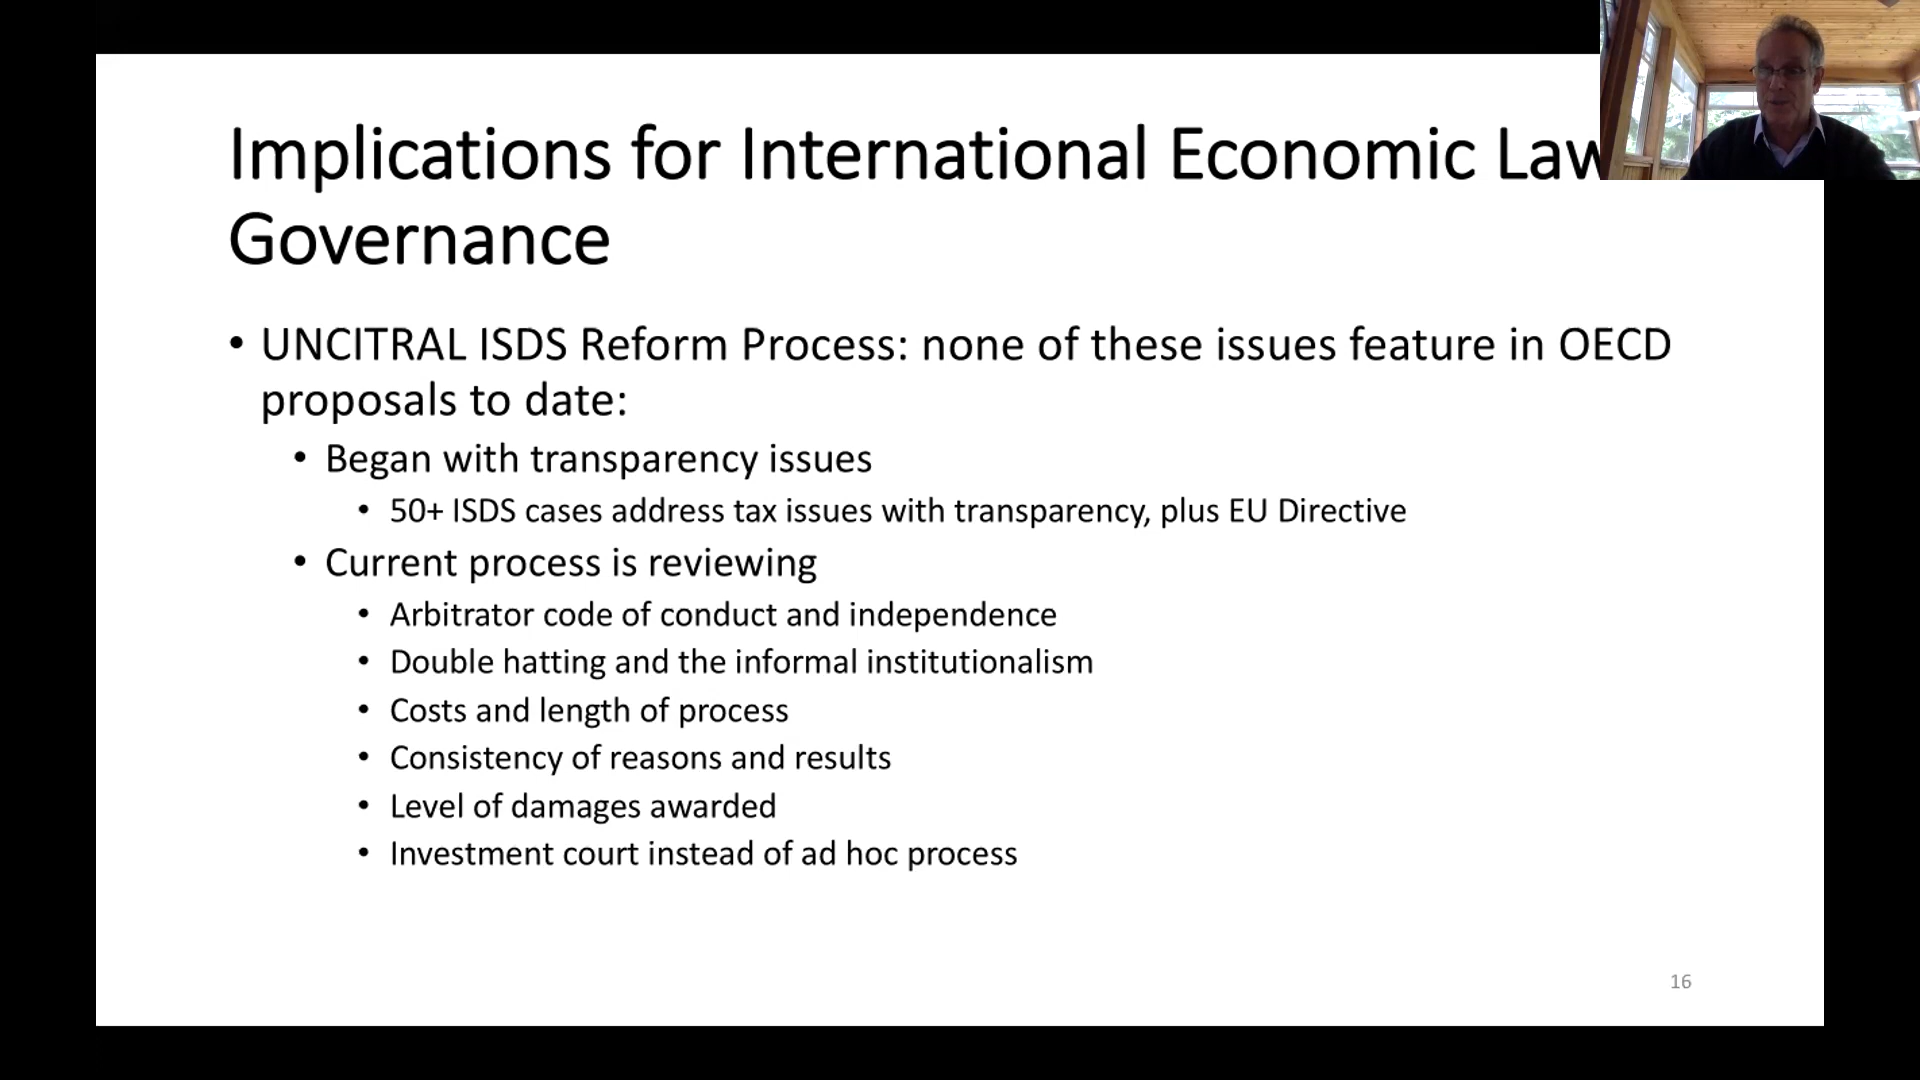 Implications for International Economic Law
Governance
• UNCITRAL ISDS Reform Process: none of these issues feature in OECD
proposals to date:
• Began with transparency issues
• 50+ ISDS cases address tax issues with transparency, plus EU Directive
• Current process is reviewing
• Arbitrator code of conduct and independence
• Double hatting and the informal institutionalism
• Costs and length of process
• Consistency of reasons and results
• Level of damages awarded
• Investment court instead of ad hoc process
16